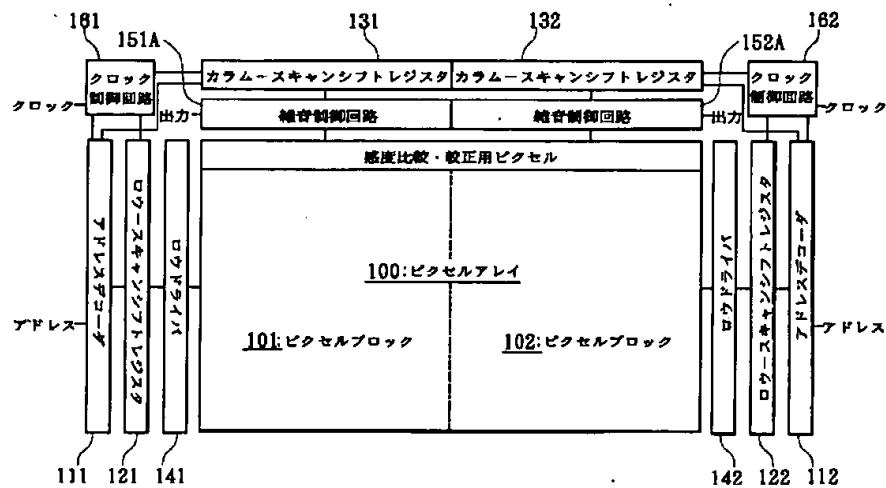 161
131
132
162
151A
152A
クロック
制御回路
カラムースキャンシフトレジスタ
カラムースキャンシフトレジスタ
クロック
制御回路
クロック
クロック
出力
雑音制御回路
雑音制御回路
出力
感度比較・較正用ピクセル
アドレスデコーダ
ロウースキャンシフトレジスタ
ロウドライバ
100:ピクセルアレイ
101:ピクセルブロック
102:ピクセルブロック
ロウドライバ
ロウースキャンシフトレジスタ
アドレスデコーダ
アドレス
アドレス
111
121
141
142
122
112